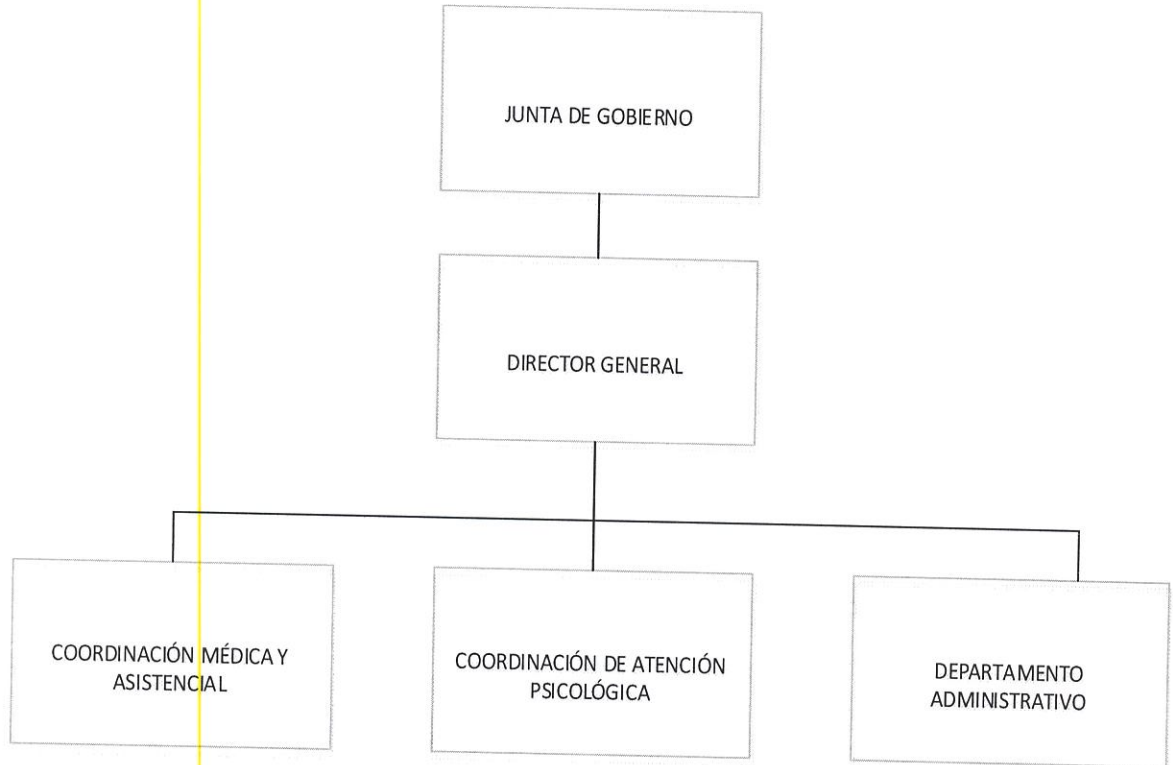 JUNTA DE GOBIERNO
DIRECTOR GENERAL
COORDINACIÓN MÉDICA Y
ASISTENCIAL
COORDINACIÓN DE ATENCIÓN
PSICOLÓGICA
DEPARTAMENTO
ADMINISTRATIVO